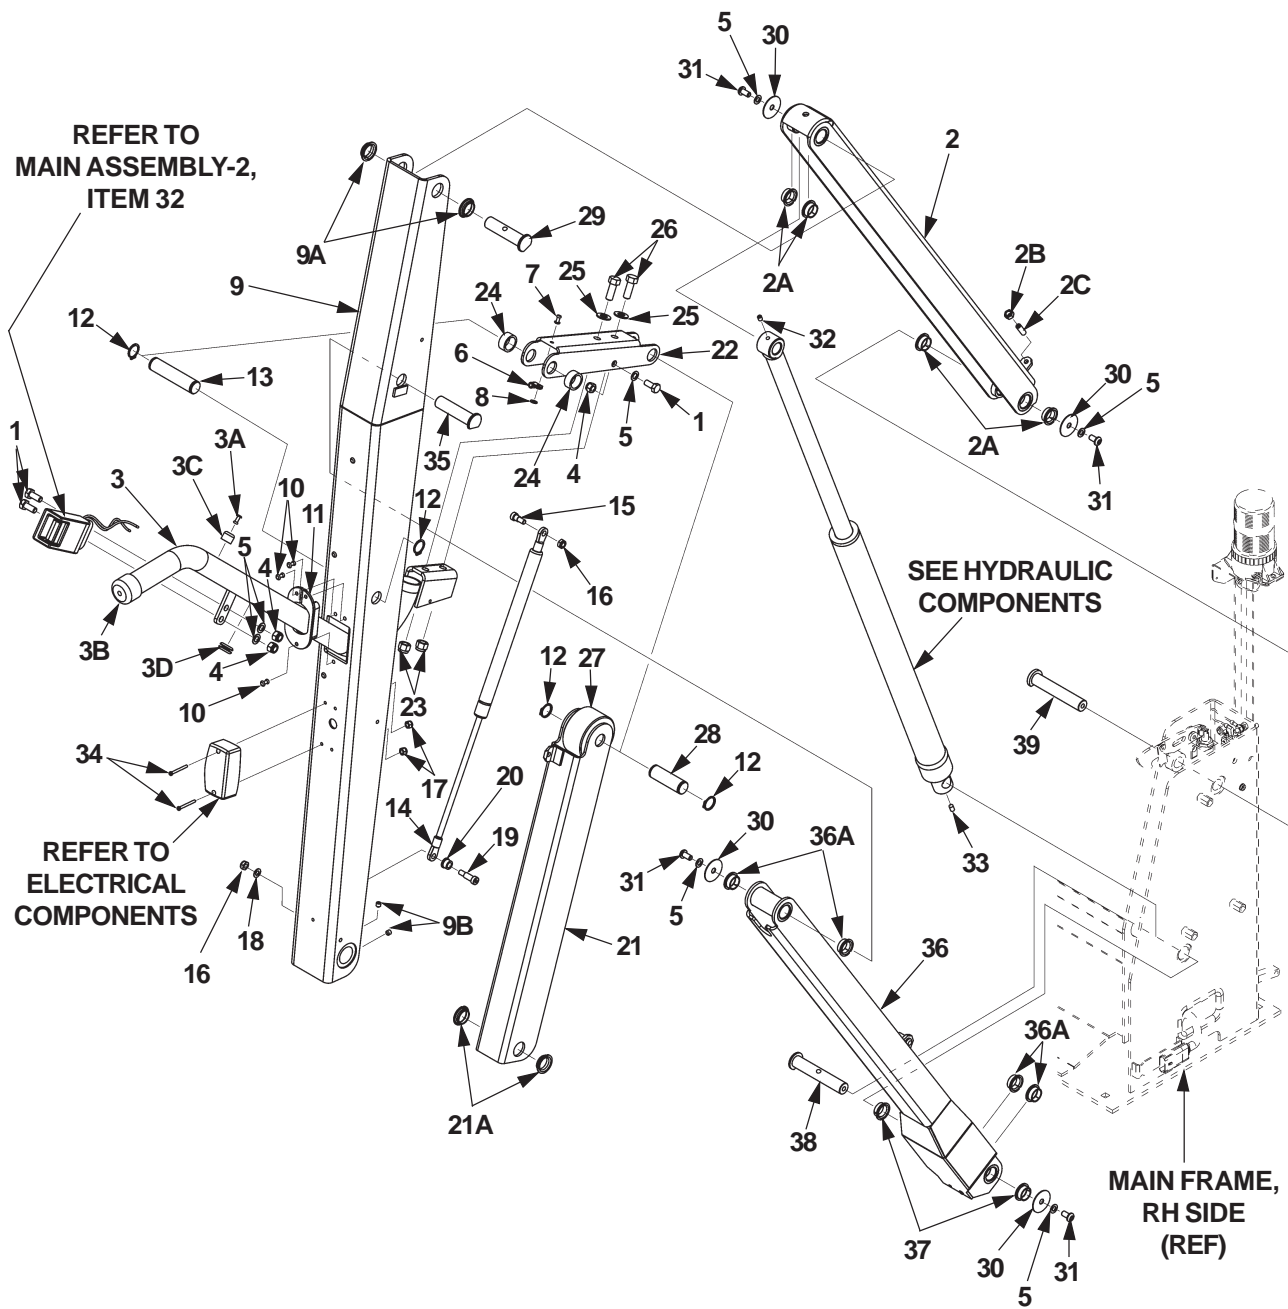 5
30
31
REFER TO
MAIN ASSEMBLY-2,
ITEM 32
2
9A
29
26
2B
2A
2C
9
7
25
24
25
12
32
22
13
6
30
5
8
1
5
3A
35
24
4
2A
1
3C
31
3
10
11
12
15
5
4
16
SEE HYDRAULIC
COMPONENTS
3B
3D
4
12
27
10
23
28
39
34
12
17
20
14
30
36A
19
REFER TO
ELECTRICAL
COMPONENTS
31
33
5
9B
18
21
36
16
36A
21A
38
MAIN FRAME,
RH SIDE
(REF)
37
30
31
5